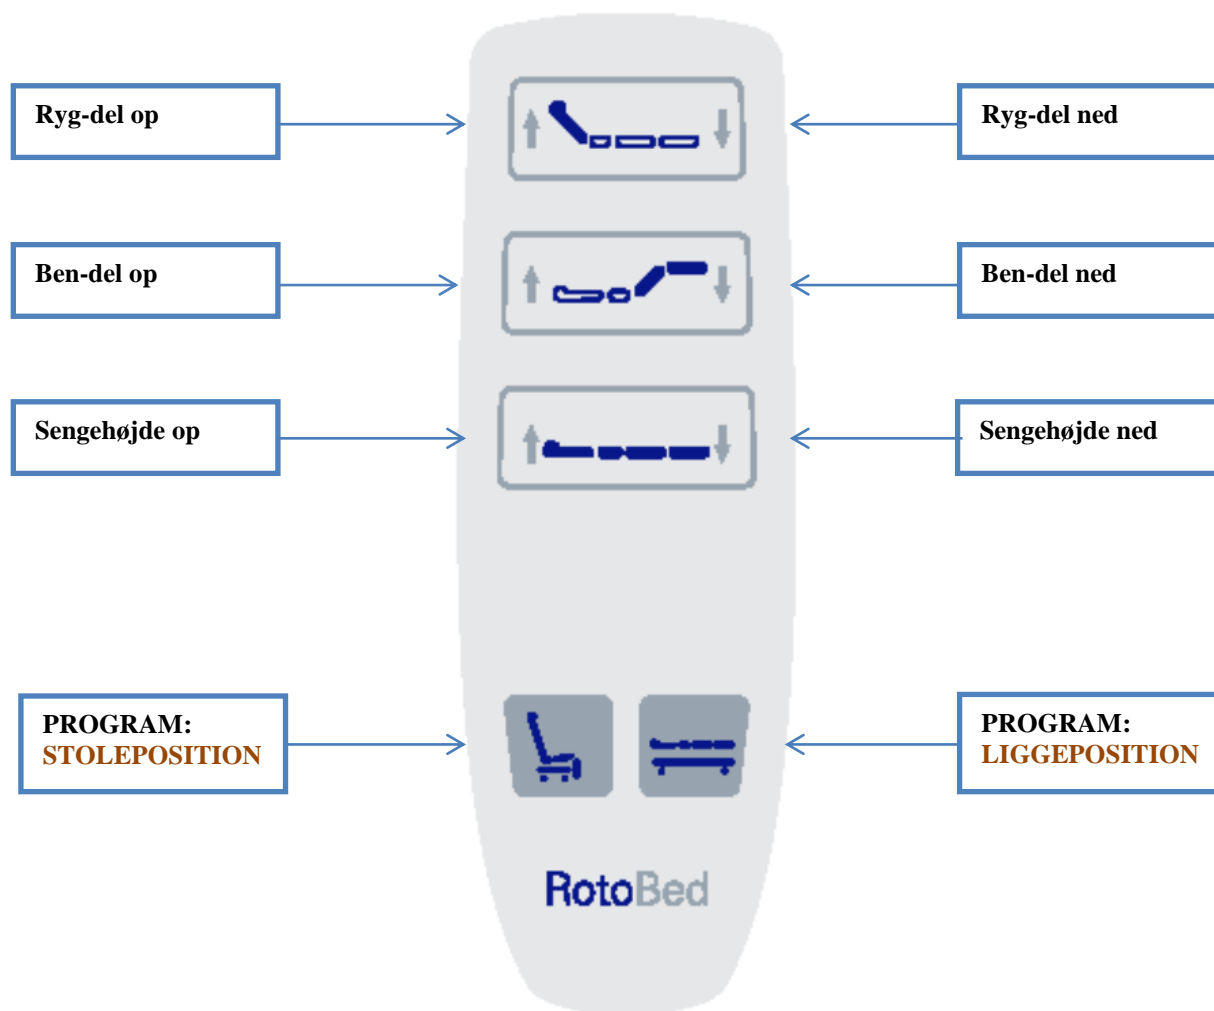 Ryg-del op
Ryg-del ned
Ben-del op
Ben-del ned
Sengehøjde op
Sengehøjde ned
PROGRAM:
STOLEPOSITION
PROGRAM:
LIGGEPOSITION
RotoBed